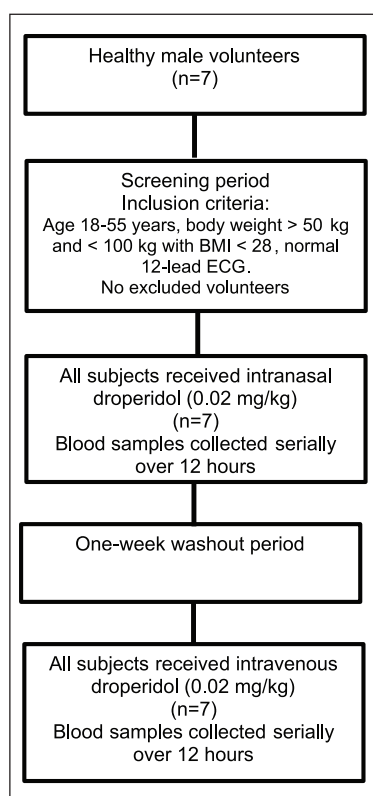 Healthy male volunteers
(n=7)
Screening period
Inclusion criteria:
Age 18-55 years, body weight > 50 kg
and < 100 kg with BMI < 28, normal
12-lead ECG.
No excluded volunteers
All subjects received intranasal
droperidol (0.02 mg/kg)
(n=7)
Blood samples collected serially
over 12 hours
One-week washout period
All subjects received intravenous
droperidol (0.02 mg/kg)
(n=7)
Blood samples collected serially
over 12 hours